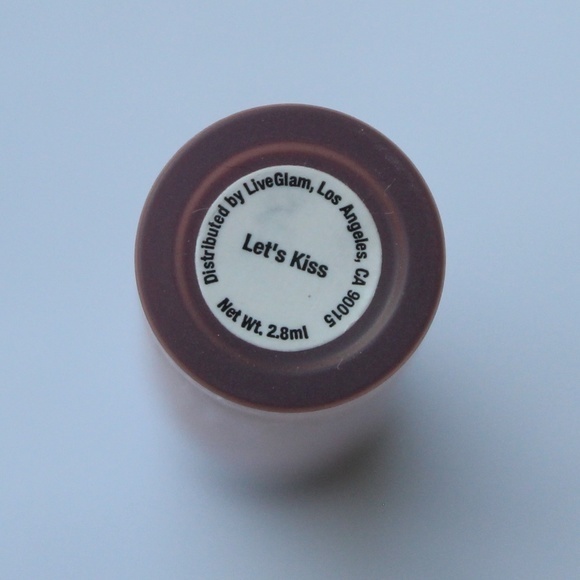 Distributed by LiveGlam, Los Angeles, CA 90015
Let's Kiss
Net Wt. 2.8ml